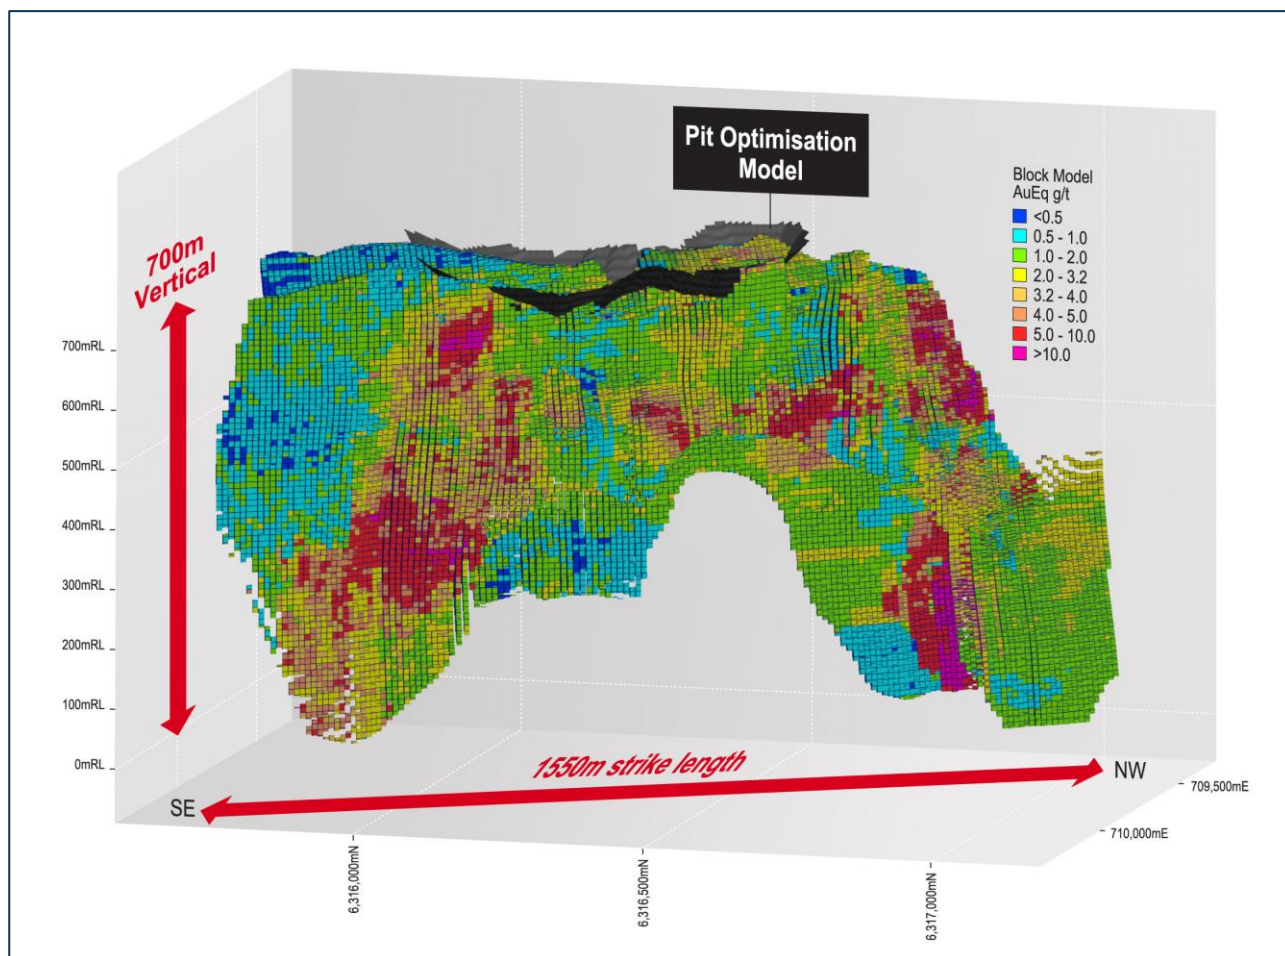 Pit Optimisation
Model
Block Model
AuEq g/t
<0.5
0.5 - 1.0
1.0 - 2.0
2.0 - 3.2
3.2 - 4.0
4.0 - 5.0
5.0 - 10.0
>10.0
700m
Vertical
700mRL
600mRL
500mRL
400mRL
300mRL
200mRL
100mRL
0mRL
1550m strike length
SE
NW
709,500mE
710,000mE
6,316,000mN
6,316,500mN
6,317,000mN